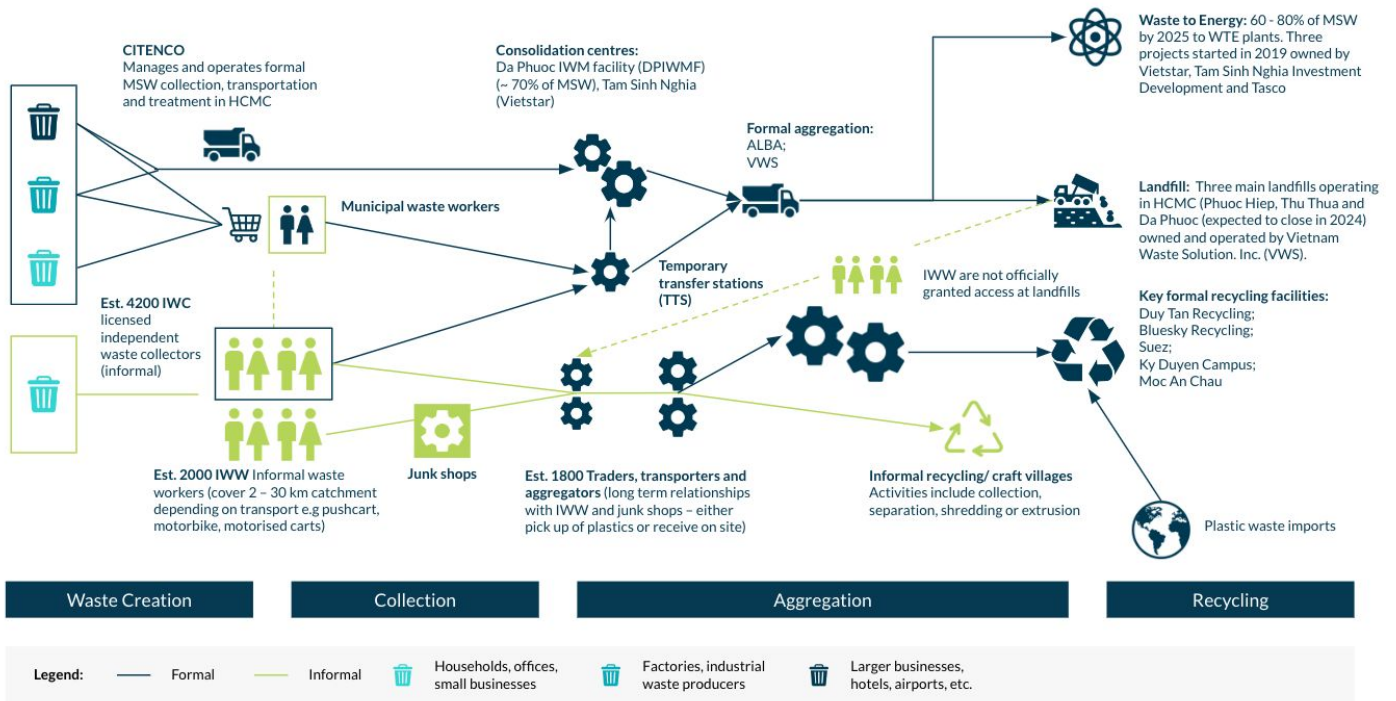 CITENCO
Manages and operates formal
MSW collection, transportation
and treatment in HCMC
Consolidation centres:
Da Phuoc IWM facility (DPIWMF)
(~ 70% of MSW), Tam Sinh Nghia
(Vietstar)
Formal aggregation:
ALBA;
VWS
Waste to Energy: 60 - 80% of MSW
by 2025 to WTE plants. Three
projects started in 2019 owned by
Vietstar, Tam Sinh Nghia Investment
Development and Tasco
Municipal waste workers
Landfill: Three main landfills operating
in HCMC (Phuoc Hiep, Thu Thua and
Da Phuoc (expected to close in 2024)
owned and operated by Vietnam
Waste Solution. Inc. (VWS).
Temporary
transfer stations
(TTS)
IWW are not officially
granted access at landfills
Est. 4200 IWC
licensed
independent
waste collectors
(informal)
Key formal recycling facilities:
Duy Tan Recycling;
Bluesky Recycling;
Suez;
Ky Duyen Campus;
Moc An Chau
Est. 2000 IWW Informal waste
workers (cover 2 – 30 km catchment
depending on transport e.g pushcart,
motorbike, motorised carts)
Junk shops
Est. 1800 Traders, transporters and
aggregators (long term relationships
with IWW and junk shops – either
pick up of plastics or receive on site)
Informal recycling/ craft villages
Activities include collection,
separation, shredding or extrusion
Plastic waste imports
Waste Creation
Collection
Aggregation
Recycling
Legend:
Formal
Informal
Households, offices,
small businesses
Factories, industrial
waste producers
Larger businesses,
hotels, airports, etc.